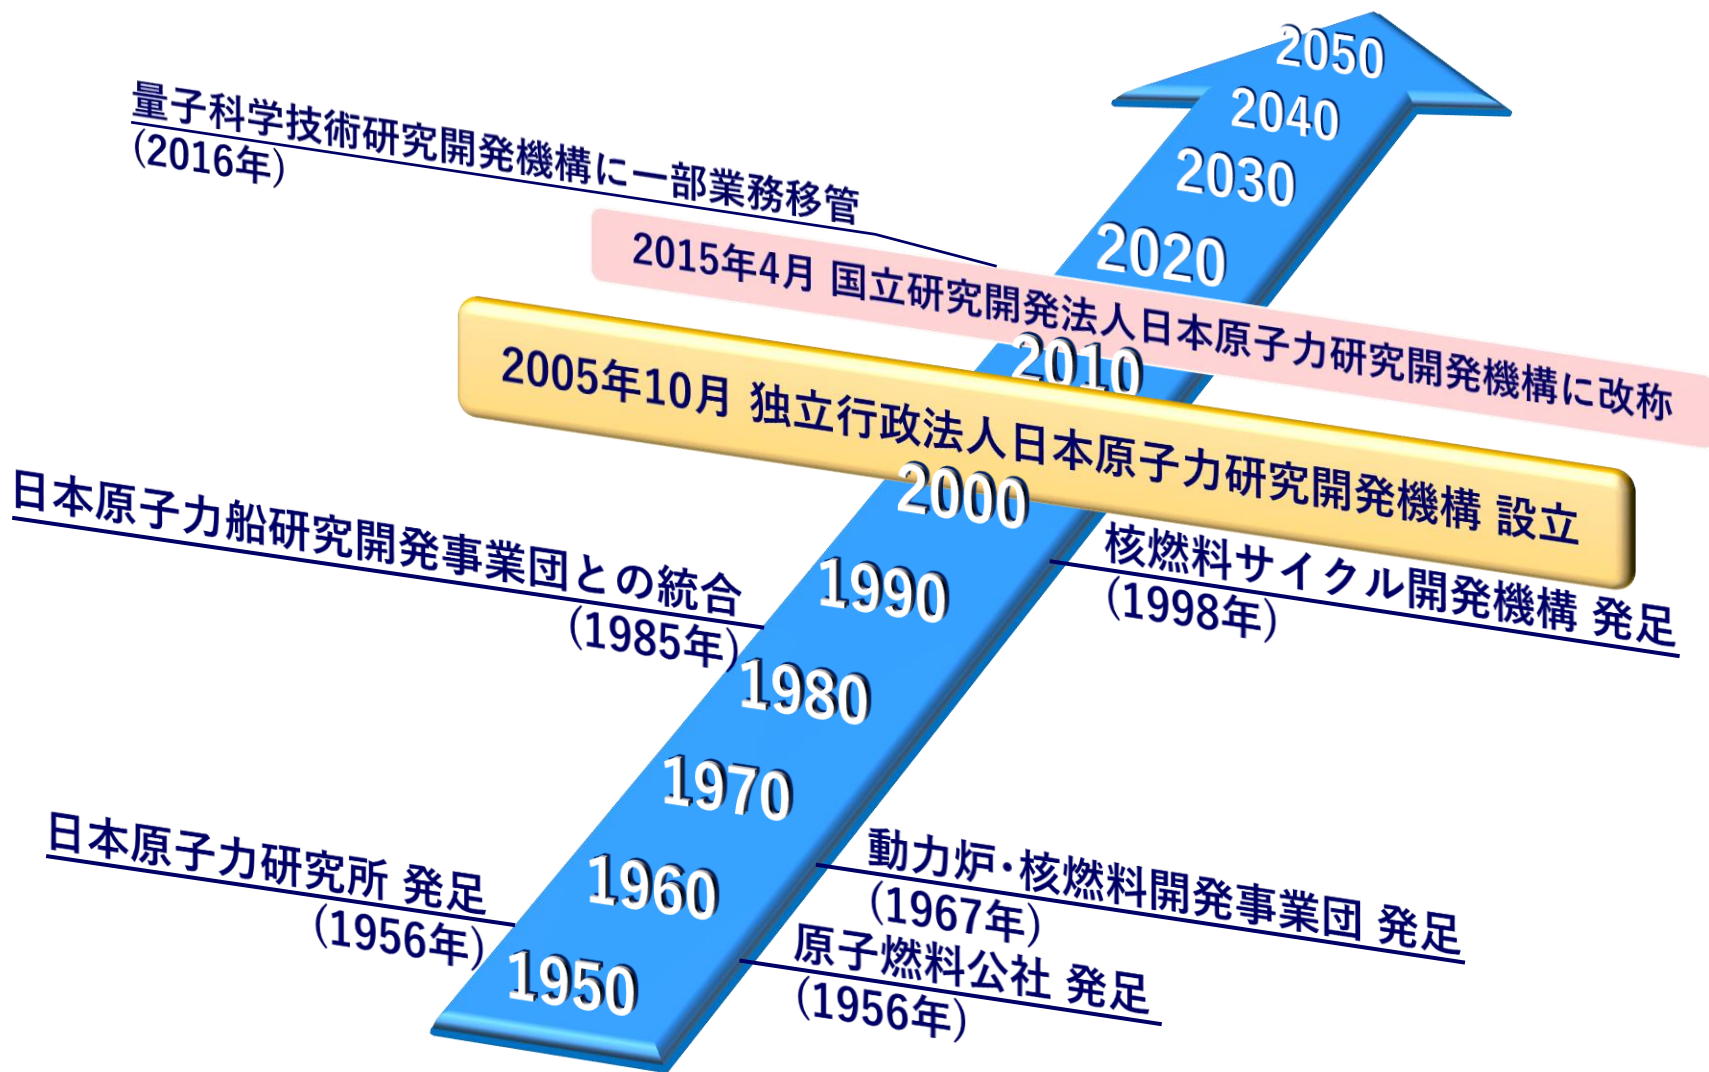 2050
2040
2030
2020
量子科学技術研究開発機構に一部業務移管
(2016年)
2015年4月 国立研究開発法人日本原子力研究開発機構に改称
2010
2005年10月 独立行政法人日本原子力研究開発機構 設立
2000
核燃料サイクル開発機構 発足
(1998年)
1990
日本原子力船研究開発事業団との統合
(1985年)
1980
1970
動力炉・核燃料開発事業団 発足
(1967年)
1960
日本原子力研究所 発足
(1956年)
原子燃料公社 発足
(1956年)
1950